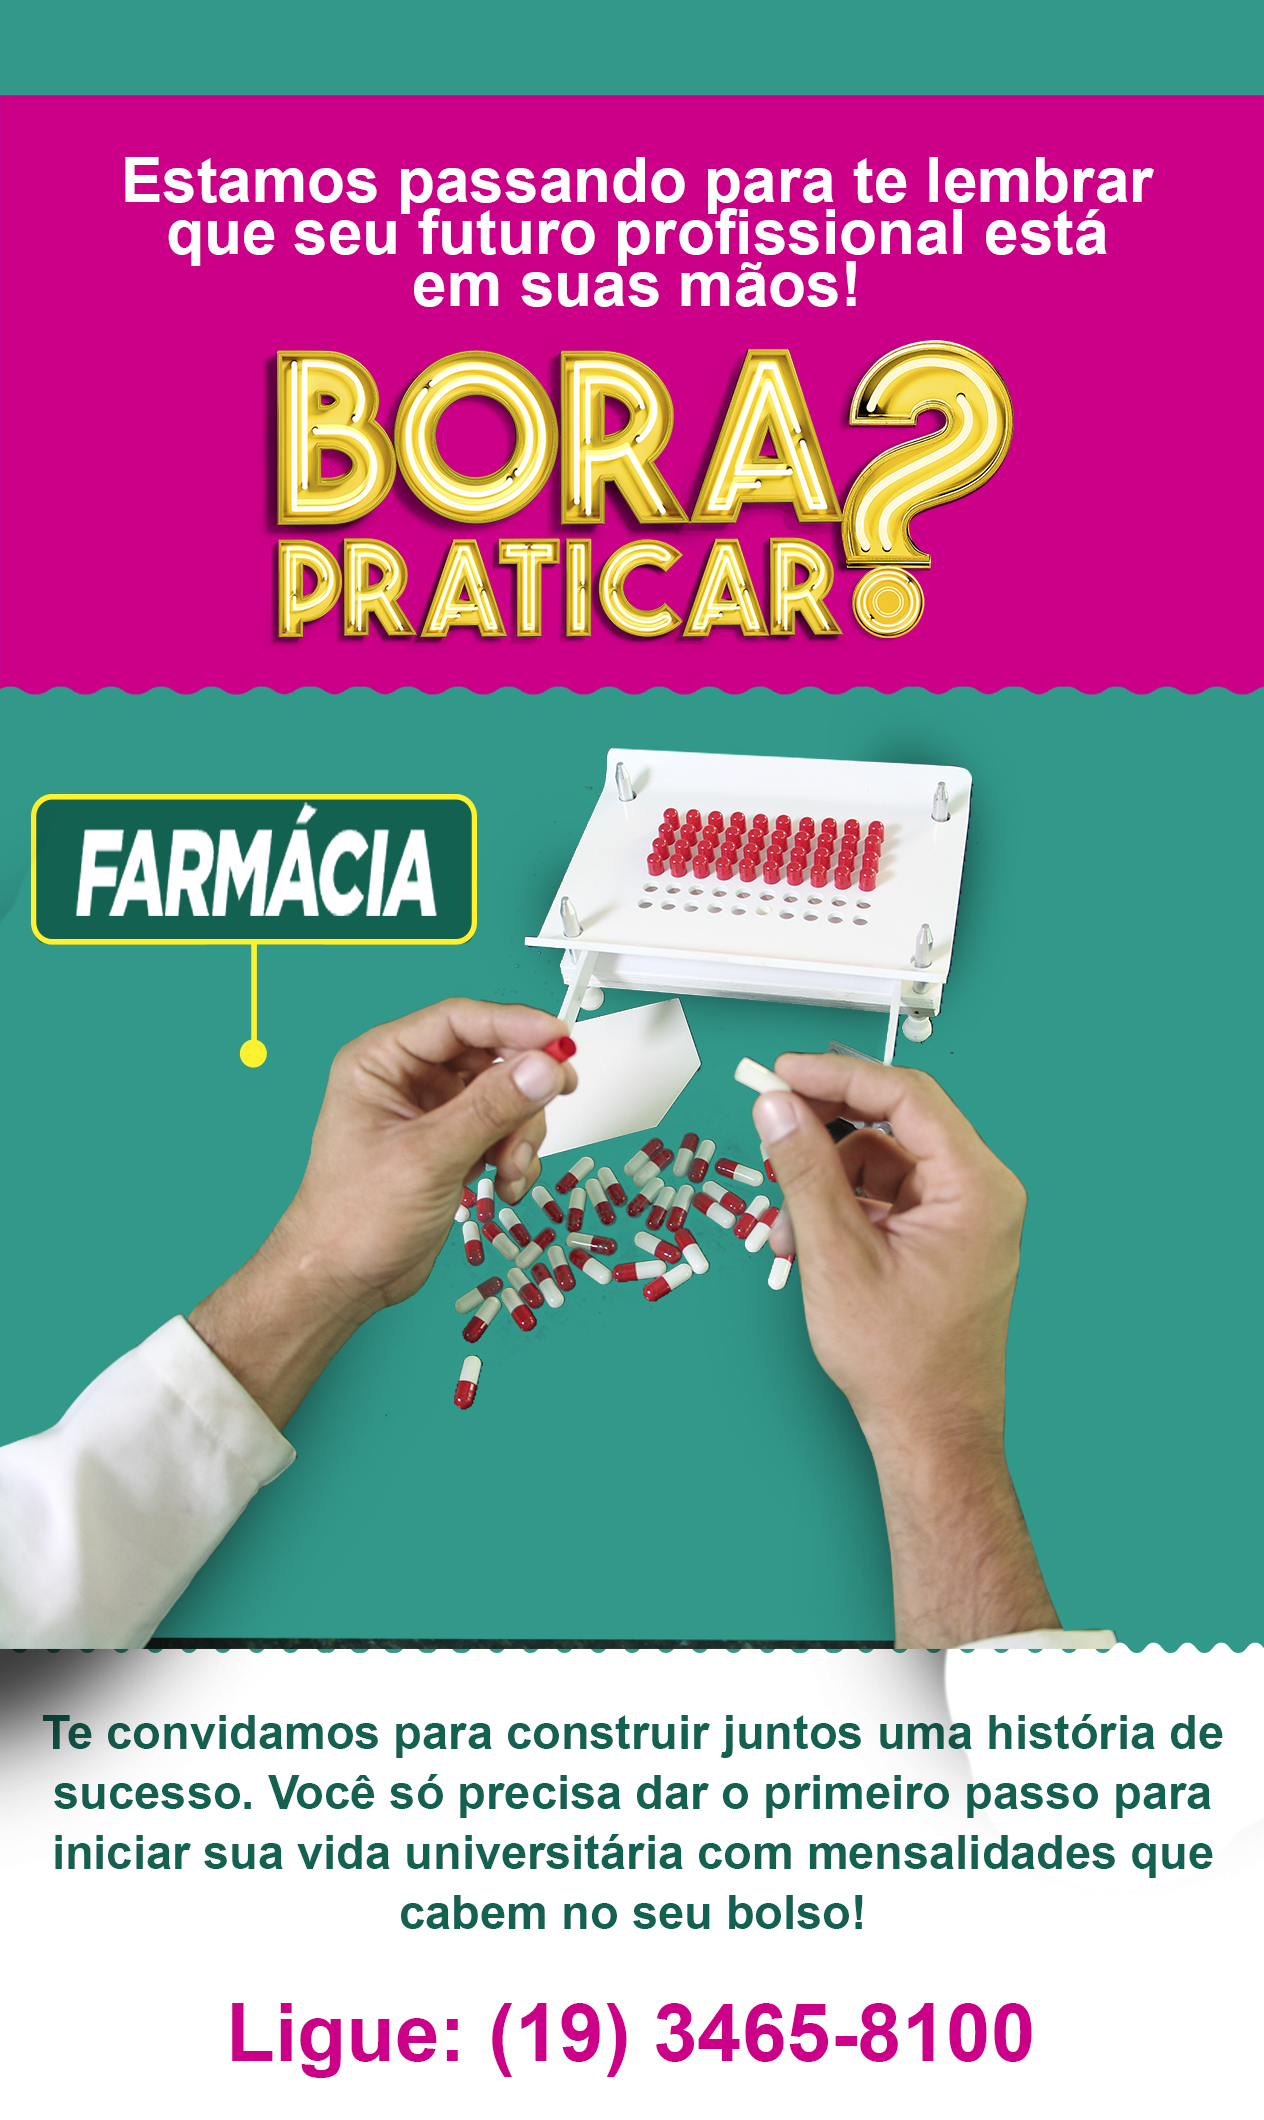 Estamos passando para te lembrar
que seu futuro profissional está
em suas mãos!
BORA
PRATICAR?
FARMÁCIA
Te convidamos para construir juntos uma história de
sucesso. Você só precisa dar o primeiro passo para
iniciar sua vida universitária com mensalidades que
cabem no seu bolso!
Ligue: (19) 3465-8100